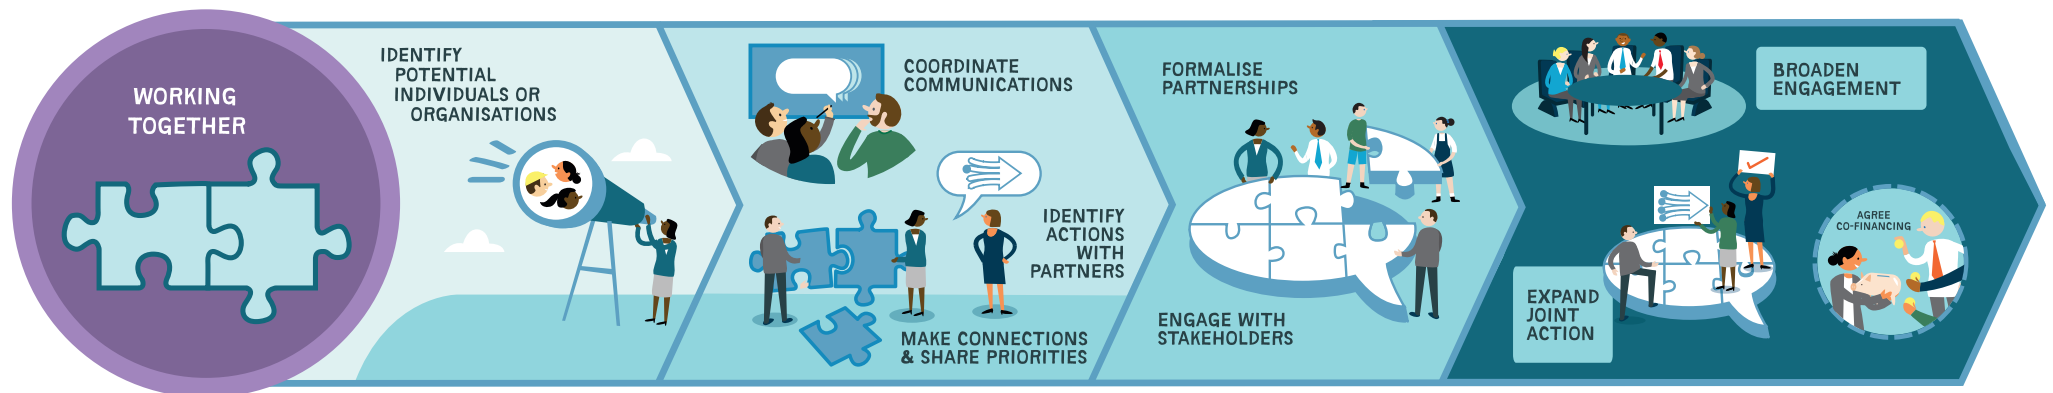 WORKING
TOGETHER
IDENTIFY
POTENTIAL
INDIVIDUALS OR
ORGANISATIONS
COORDINATE
COMMUNICATIONS
IDENTIFY
ACTIONS
WITH
PARTNERS
MAKE CONNECTIONS
& SHARE PRIORITIES
FORMALISE
PARTNERSHIPS
ENGAGE WITH
STAKEHOLDERS
BROADEN
ENGAGEMENT
EXPAND
JOINT
ACTION
AGREE
CO-FINANCING